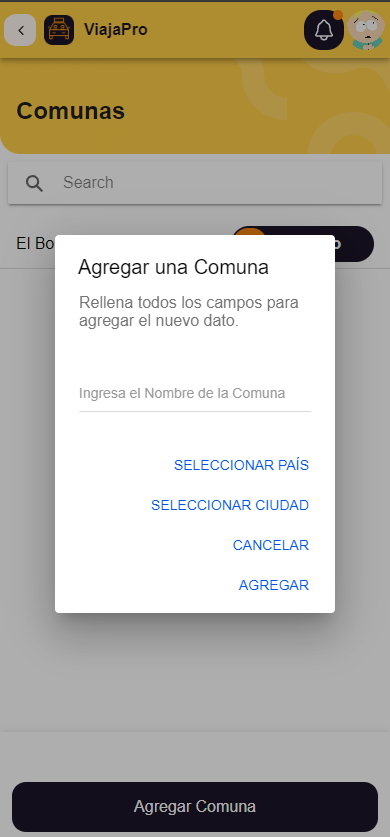 ViajaPro
Comunas
Search
El Bo
Agregar una Comuna
Rellena todos los campos para
agregar el nuevo dato.
Ingresa el Nombre de la Comuna
SELECCIONAR PAÍS
SELECCIONAR CIUDAD
CANCELAR
AGREGAR
Agregar Comuna